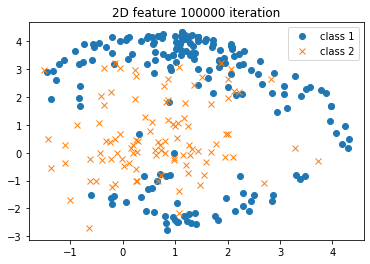 2D feature 100000 iteration
class 1
class 2
4
3
2
1
0
−1
−2
−3
−1 0 1 2 3 4